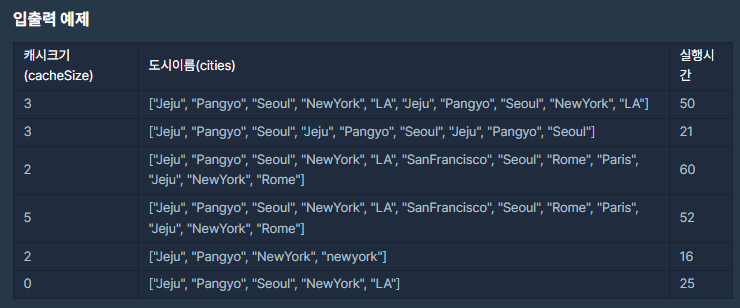 입출력 예제
캐시크기
(cacheSize)
도시이름(cities)
실행시
간
3
["Jeju", "Pangyo", "Seoul", "NewYork", "LA", "Jeju", "Pangyo", "Seoul", "NewYork", "LA"]
50
3
["Jeju", "Pangyo", "Seoul", "Jeju", "Pangyo", "Seoul", "Jeju", "Pangyo", "Seoul"]
21
2
["Jeju", "Pangyo", "Seoul", "NewYork", "LA", "SanFrancisco", "Seoul", "Rome", "Paris",
"Jeju", "NewYork", "Rome"]
60
5
["Jeju", "Pangyo", "Seoul", "NewYork", "LA", "SanFrancisco", "Seoul", "Rome", "Paris",
"Jeju", "NewYork", "Rome"]
52
2
["Jeju", "Pangyo", "NewYork", "newyork"]
16
0
["Jeju", "Pangyo", "Seoul", "NewYork", "LA"]
25